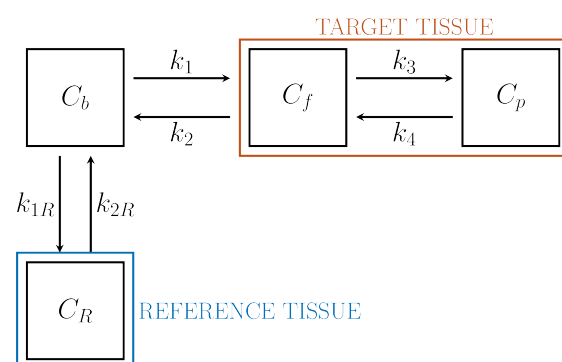 TARGET TISSUE
k₁
k₃
C_b
C_f
C_p
k₂
k₄
k₁R
k₂R
C_R
REFERENCE TISSUE